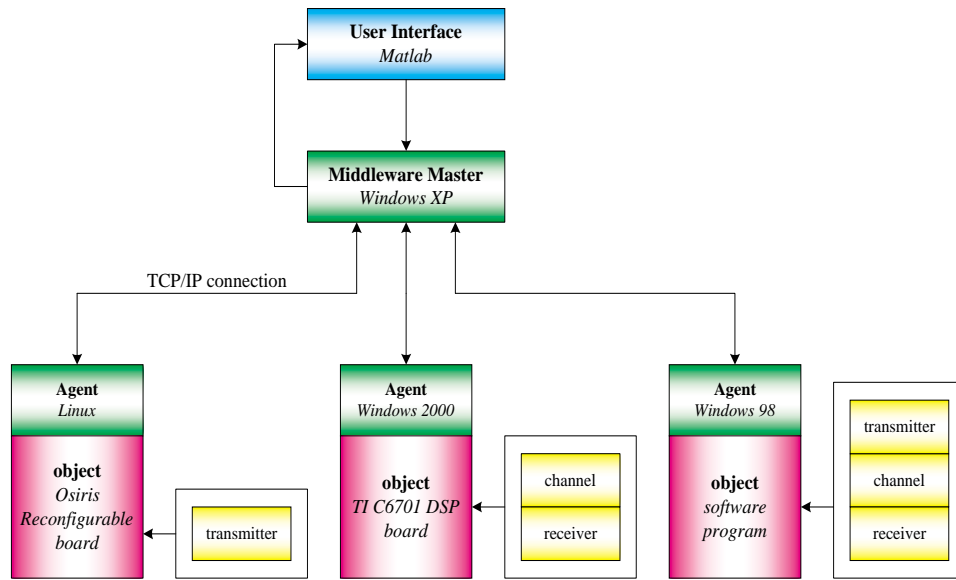 User Interface
Matlab
Middleware Master
Windows XP
TCP/IP connection
Agent
Linux
object
Osiris
Reconfigurable
board
transmitter
Agent
Windows 2000
object
TI C6701 DSP
board
channel
receiver
Agent
Windows 98
object
software
program
transmitter
channel
receiver